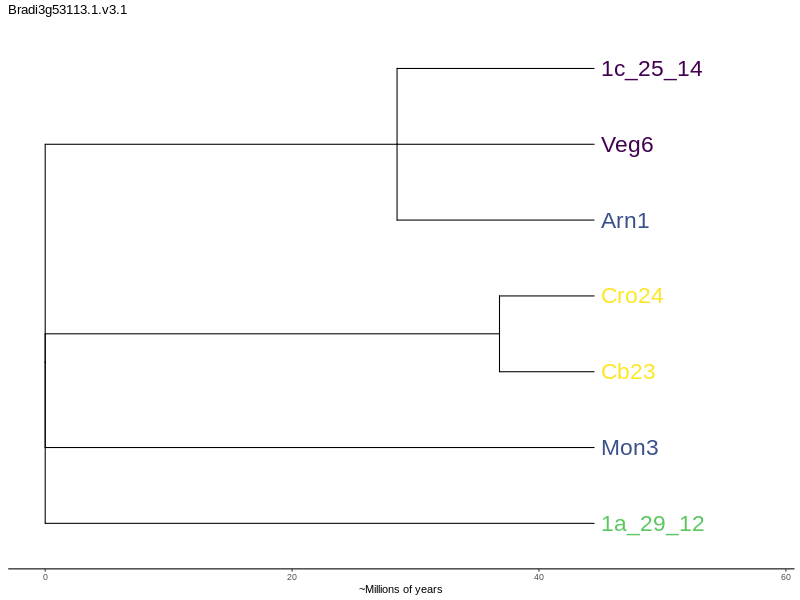 Bradi3g53113.1.v3.1
1c_25_14
Veg6
Arn1
Cro24
Cb23
Mon3
1a_29_12
0 20 40 60
~Millions of years